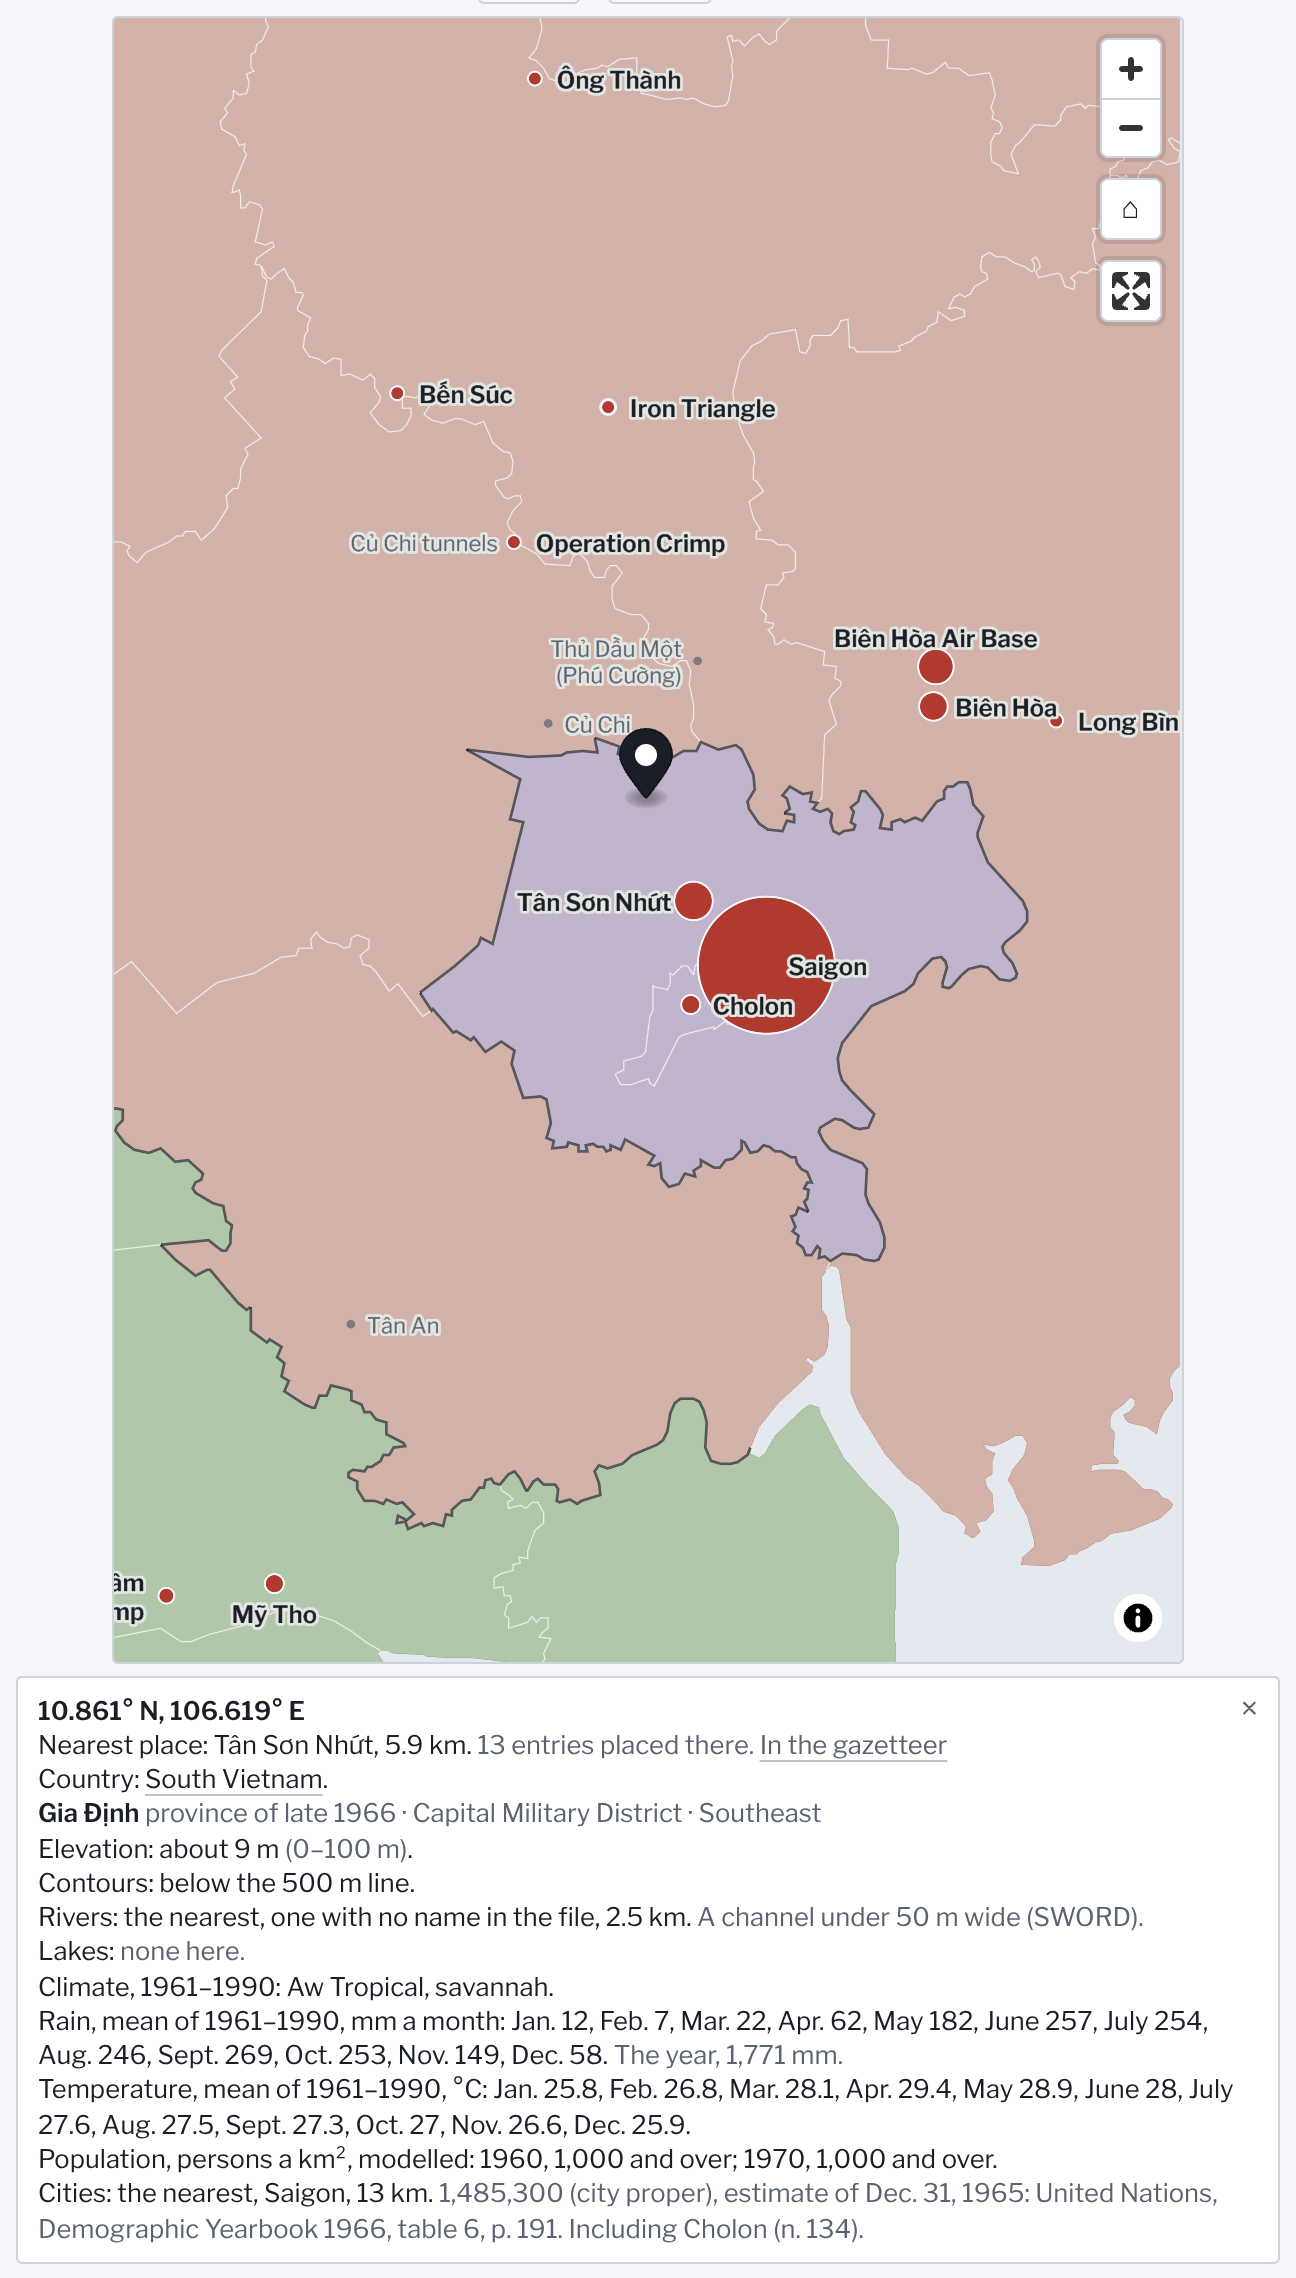 +
−
⌂
Ông Thành
Bến Súc
Iron Triangle
Củ Chi tunnels
Operation Crimp
Biên Hòa Air Base
Thủ Dầu Một
(Phú Cường)
Biên Hòa
Long Bìn
Củ Chi
Tân Sơn Nhứt
Saigon
Cholon
Tân An
âm
mp
Mỹ Tho
10.861° N, 106.619° E
×
Nearest place: Tân Sơn Nhứt, 5.9 km. 13 entries placed there. In the gazetteer
Country: South Vietnam.
Gia Định province of late 1966 · Capital Military District · Southeast
Elevation: about 9 m (0–100 m).
Contours: below the 500 m line.
Rivers: the nearest, one with no name in the file, 2.5 km. A channel under 50 m wide (SWORD).
Lakes: none here.
Climate, 1961–1990: Aw Tropical, savannah.
Rain, mean of 1961–1990, mm a month: Jan. 12, Feb. 7, Mar. 22, Apr. 62, May 182, June 257, July 254,
Aug. 246, Sept. 269, Oct. 253, Nov. 149, Dec. 58. The year, 1,771 mm.
Temperature, mean of 1961–1990, °C: Jan. 25.8, Feb. 26.8, Mar. 28.1, Apr. 29.4, May 28.9, June 28, July
27.6, Aug. 27.5, Sept. 27.3, Oct. 27, Nov. 26.6, Dec. 25.9.
Population, persons a km², modelled: 1960, 1,000 and over; 1970, 1,000 and over.
Cities: the nearest, Saigon, 13 km. 1,485,300 (city proper), estimate of Dec. 31, 1965: United Nations,
Demographic Yearbook 1966, table 6, p. 191. Including Cholon (n. 134).